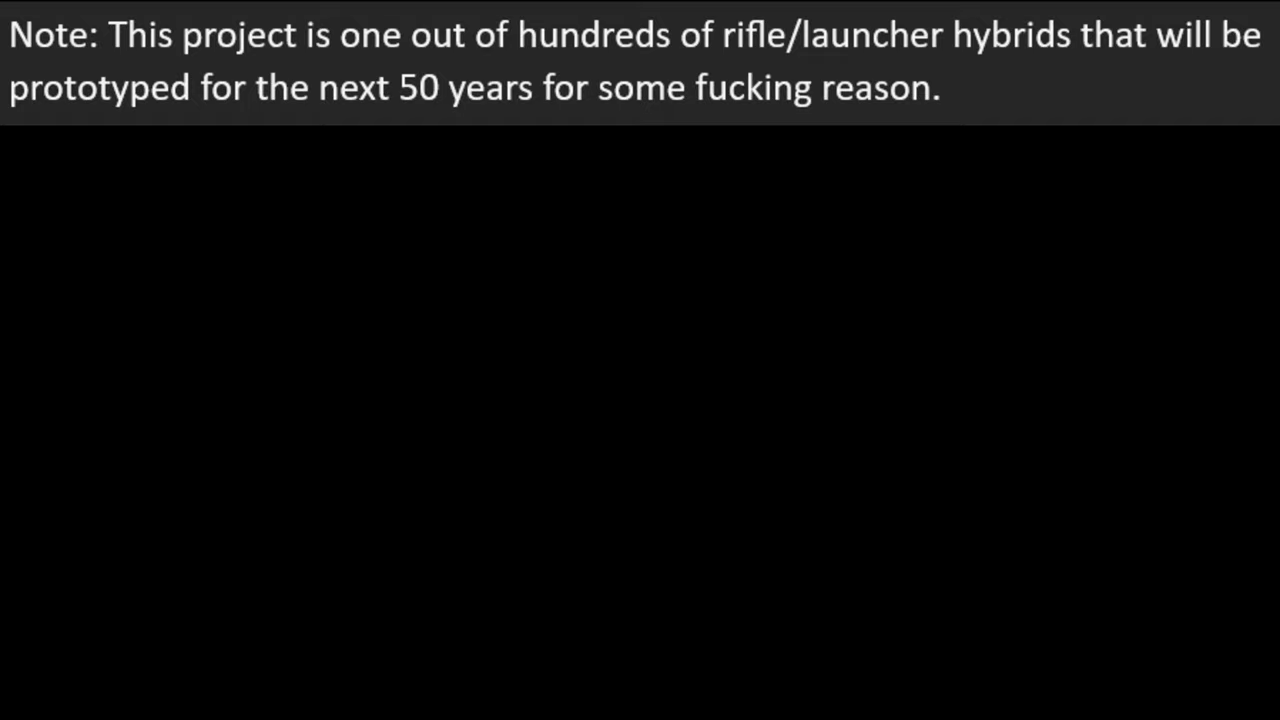 Note: This project is one out of hundreds of rifle/launcher hybrids that will be
prototyped for the next 50 years for some fucking reason.